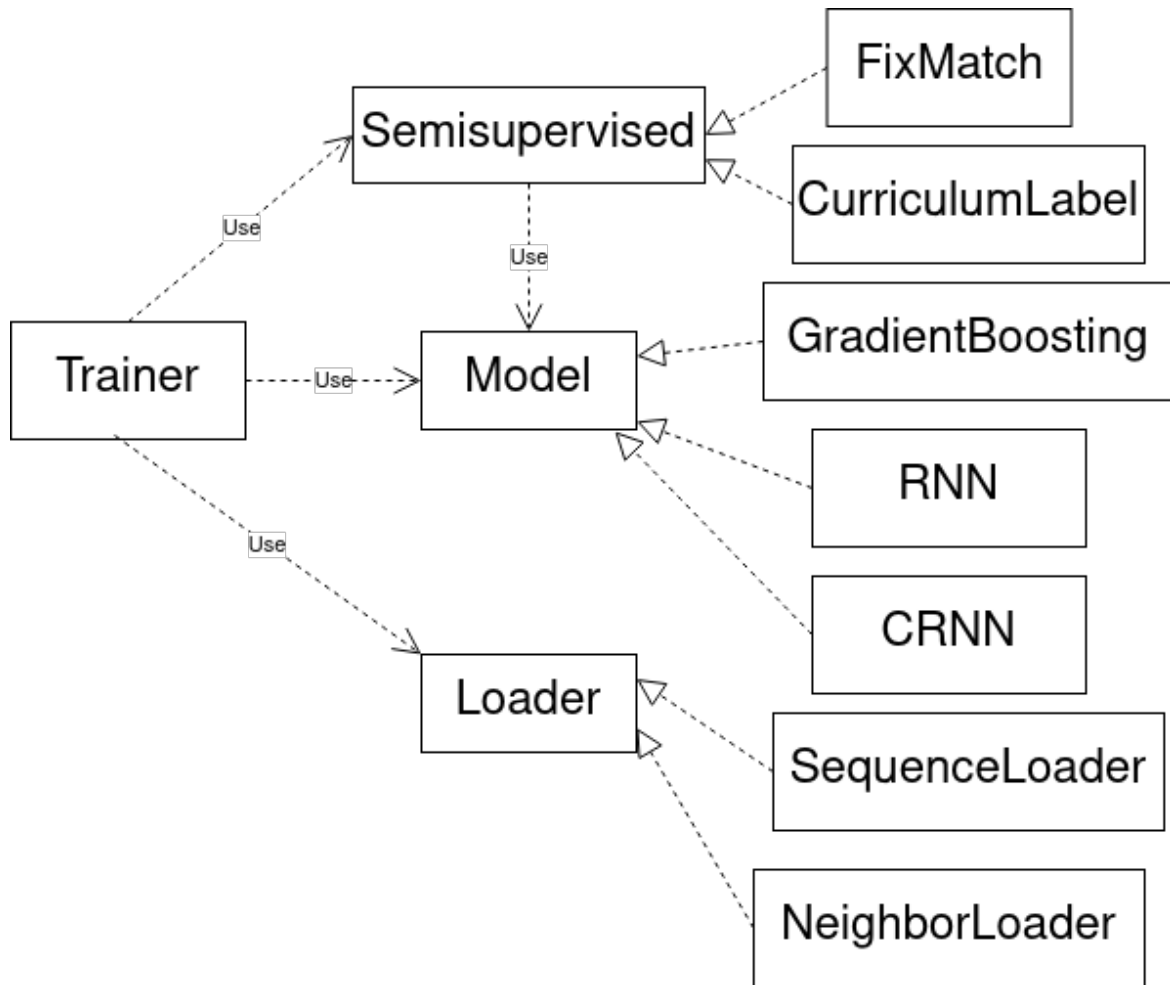 FixMatch
Semisupervised
CurriculumLabel
Use
Use
GradientBoosting
Trainer
Use
Model
RNN
Use
CRNN
Loader
SequenceLoader
NeighborLoader